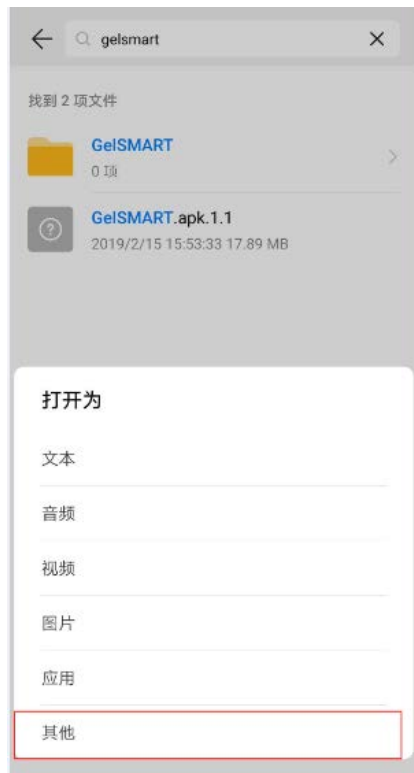 gelsmart
找到 2 项文件
GelSMART
0 项
GelSMART.apk.1.1
2019/2/15 15:53:33 17.89 MB
打开为
文本
音频
视频
图片
应用
其他